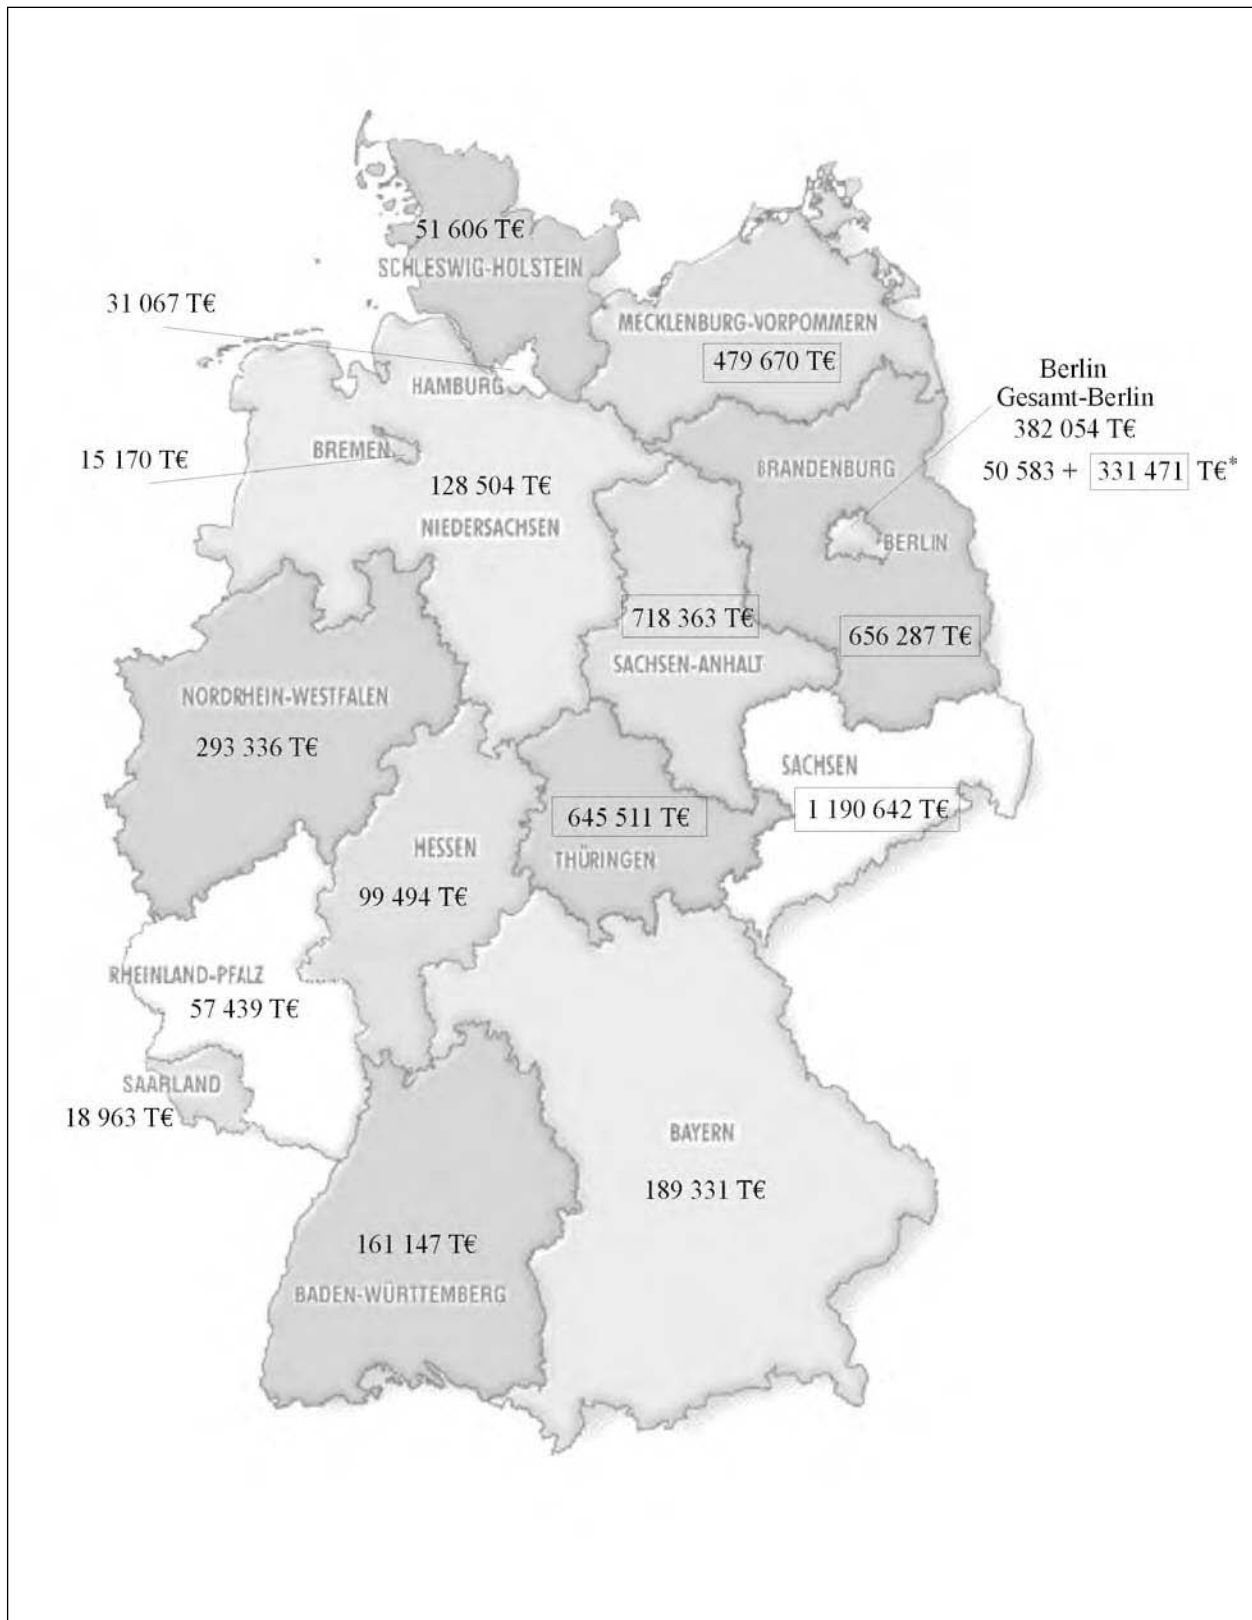 51 606 T€
SCHLESWIG-HOLSTEIN
31 067 T€
MECKLENBURG-VORPOMMERN
479 670 T€
HAMBURG
Berlin
Gesamt-Berlin
382 054 T€
50 583 + 331 471 T€*
BREMEN
15 170 T€
BRANDENBURG
128 504 T€
NIEDERSACHSEN
BERLIN
718 363 T€
656 287 T€
SACHSEN-ANHALT
NORDRHEIN-WESTFALEN
293 336 T€
SACHSEN
1 190 642 T€
645 511 T€
THÜRINGEN
HESSEN
99 494 T€
RHEINLAND-PFALZ
57 439 T€
SAARLAND
18 963 T€
BAYERN
189 331 T€
161 147 T€
BADEN-WÜRTTEMBERG